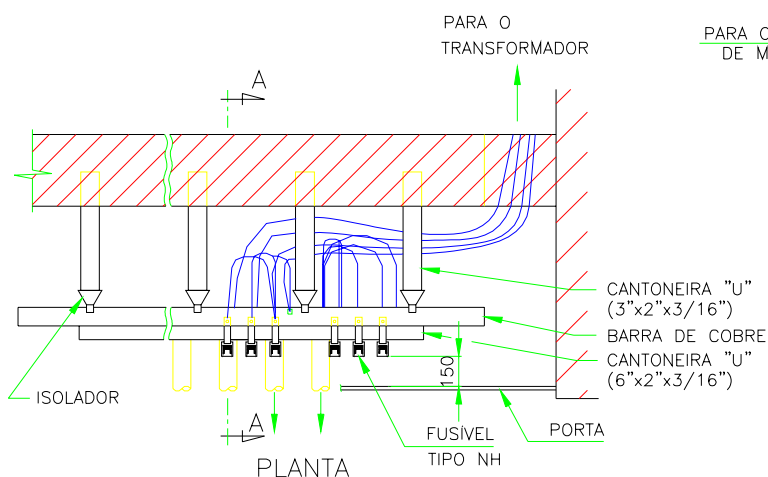 PARA O
TRANSFORMADOR
PARA O
DE M
A
CANTONEIRA "U"
(3"x2"x3/16")
BARRA DE COBRE
CANTONEIRA "U"
(6"x2"x3/16")
150
ISOLADOR
A
FUSÍVEL
TIPO NH
PORTA
PLANTA